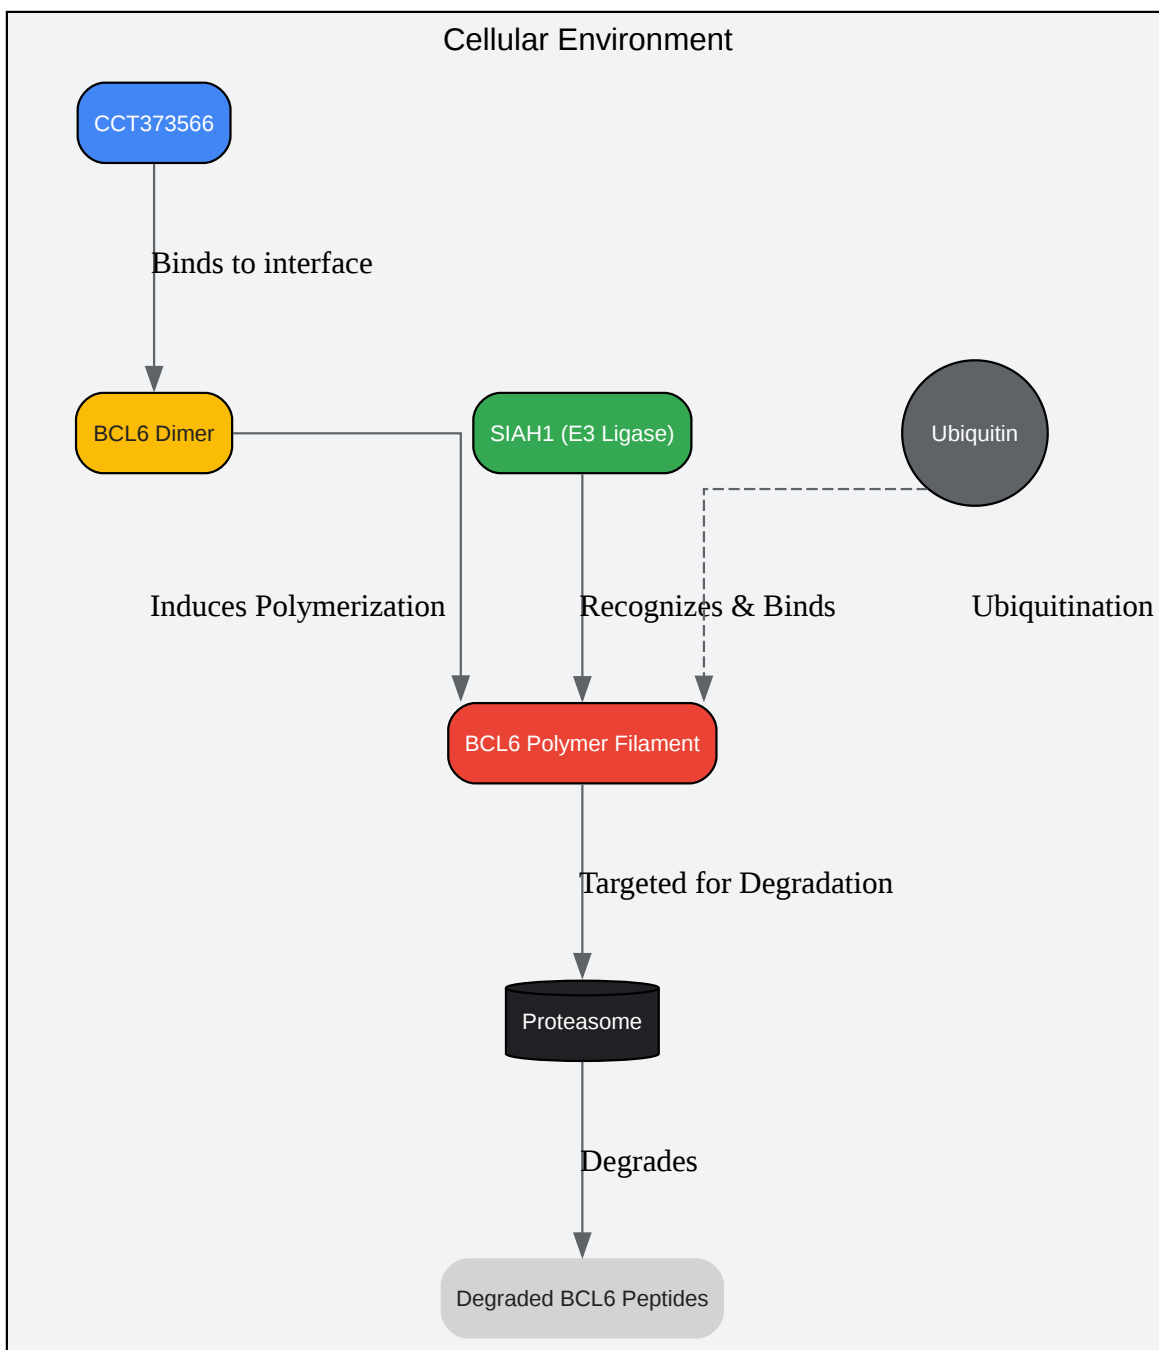 Cellular Environment
CCT373566
Binds to interface
BCL6 Dimer
SIAH1 (E3 Ligase)
Ubiquitin
Induces Polymerization
Recognizes & Binds
Ubiquitination
BCL6 Polymer Filament
Targeted for Degradation
Proteasome
Degrades
Degraded BCL6 Peptides